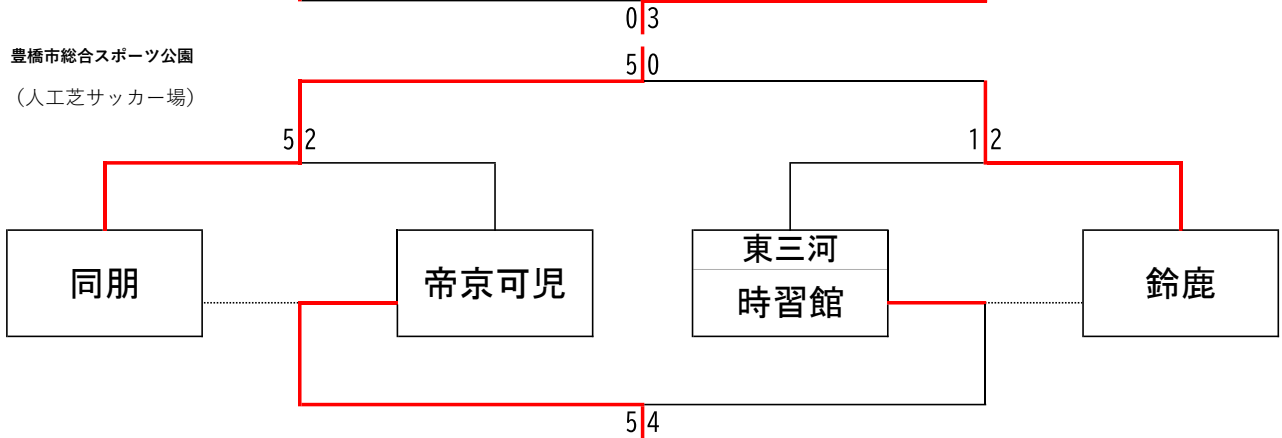 0 3
豊橋市総合スポーツ公園
5 0
（人工芝サッカー場）
5 2
1 2
同朋
帝京可児
東三河
時習館
鈴鹿
5 4